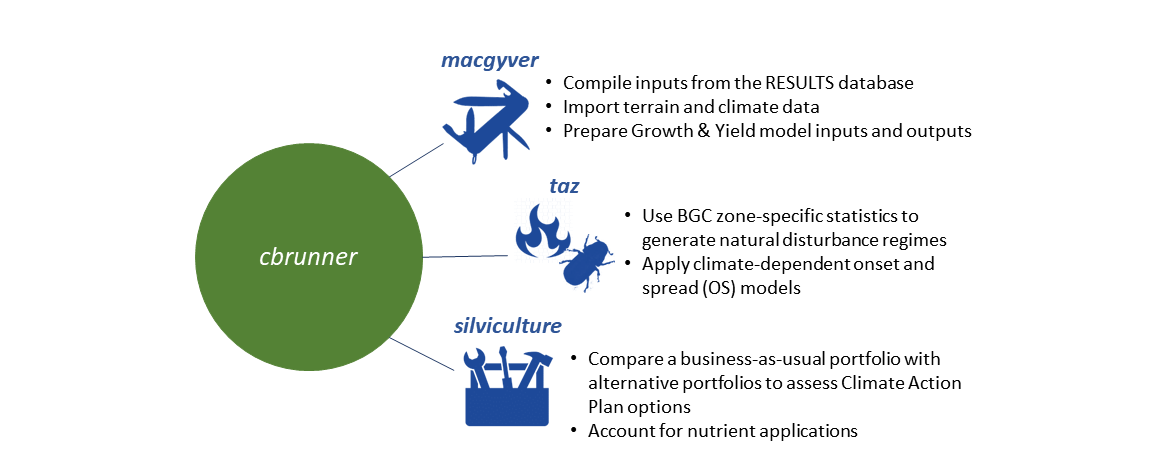 macgyver
• Compile inputs from the RESULTS database
• Import terrain and climate data
• Prepare Growth & Yield model inputs and outputs
cbrunner
taz
• Use BGC zone-specific statistics to
generate natural disturbance regimes
• Apply climate-dependent onset and
spread (OS) models
silviculture
• Compare a business-as-usual portfolio with
alternative portfolios to assess Climate Action
Plan options
• Account for nutrient applications